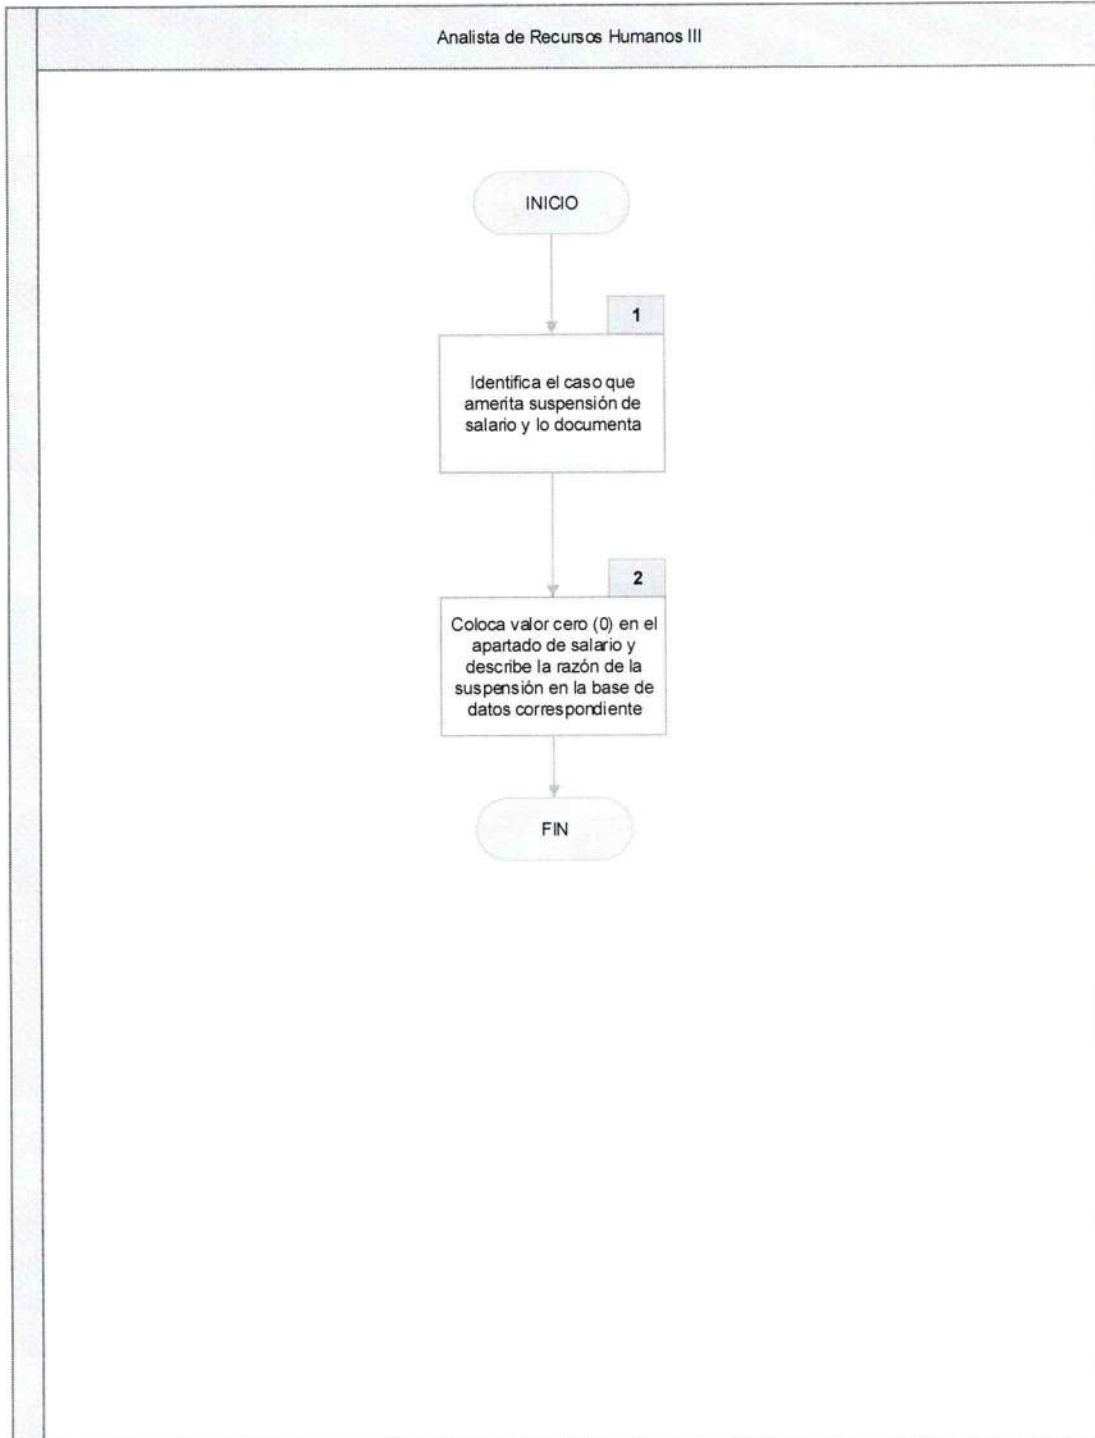 Analista de Recursos Humanos III
INICIO
1
Identifica el caso que
amerita suspensión de
salario y lo documenta
2
Coloca valor cero (0) en el
apartado de salario y
describe la razón de la
suspensión en la base de
datos correspondiente
FIN